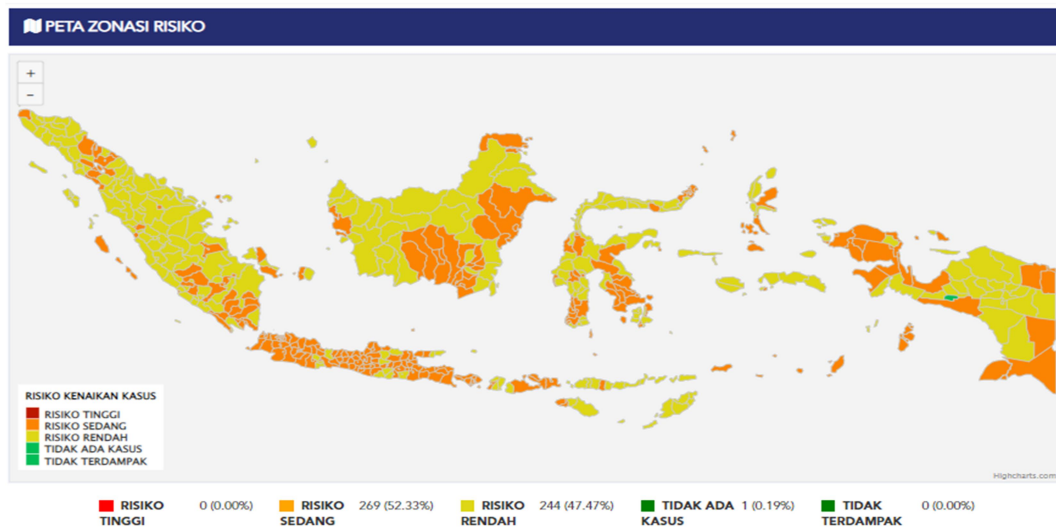 PETA ZONASI RISIKO
+
−
RISIKO KENAIKAN KASUS
RISIKO TINGGI
RISIKO SEDANG
RISIKO RENDAH
TIDAK ADA KASUS
TIDAK TERDAMPAK
Highcharts.com
RISIKO TINGGI 0 (0.00%)
RISIKO SEDANG 269 (52.33%)
RISIKO RENDAH 244 (47.47%)
TIDAK ADA KASUS 1 (0.19%)
TIDAK TERDAMPAK 0 (0.00%)